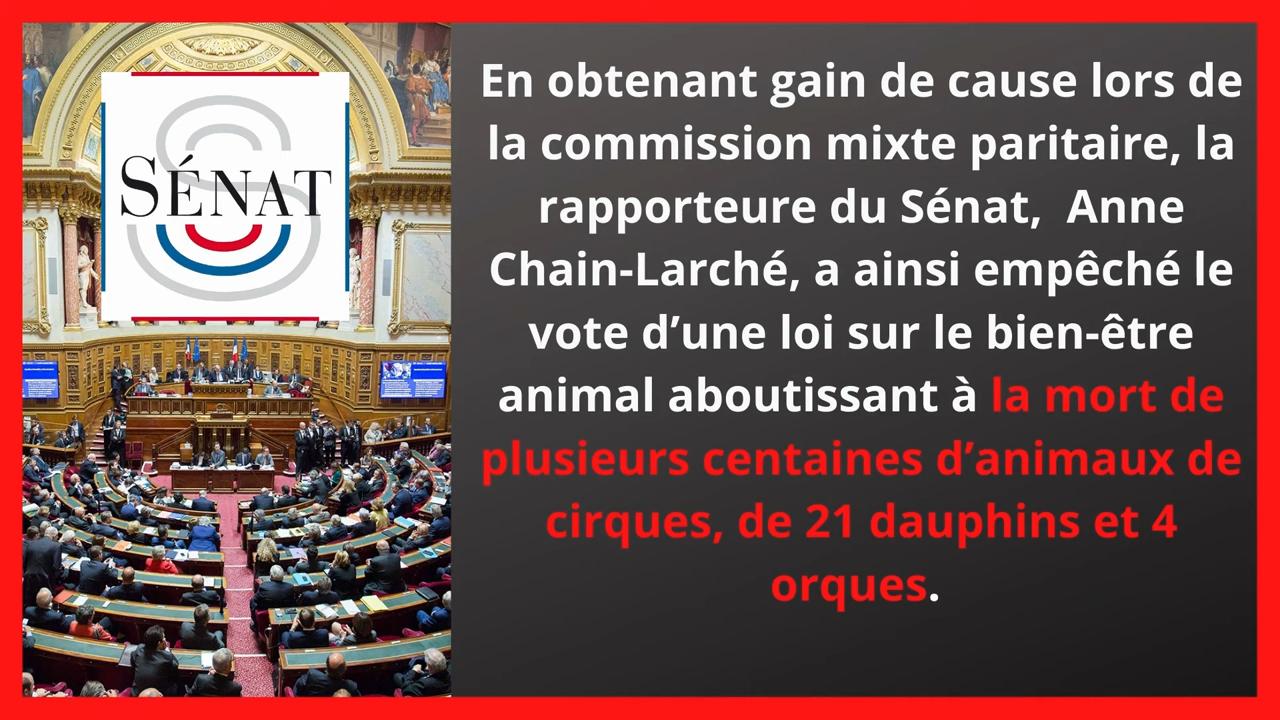 SÉNAT
En obtenant gain de cause lors de
la commission mixte paritaire, la
rapporteure du Sénat,  Anne
Chain-Larché, a ainsi empêché le
vote d’une loi sur le bien-être
animal aboutissant à la mort de
plusieurs centaines d’animaux de
cirques, de 21 dauphins et 4
orques.